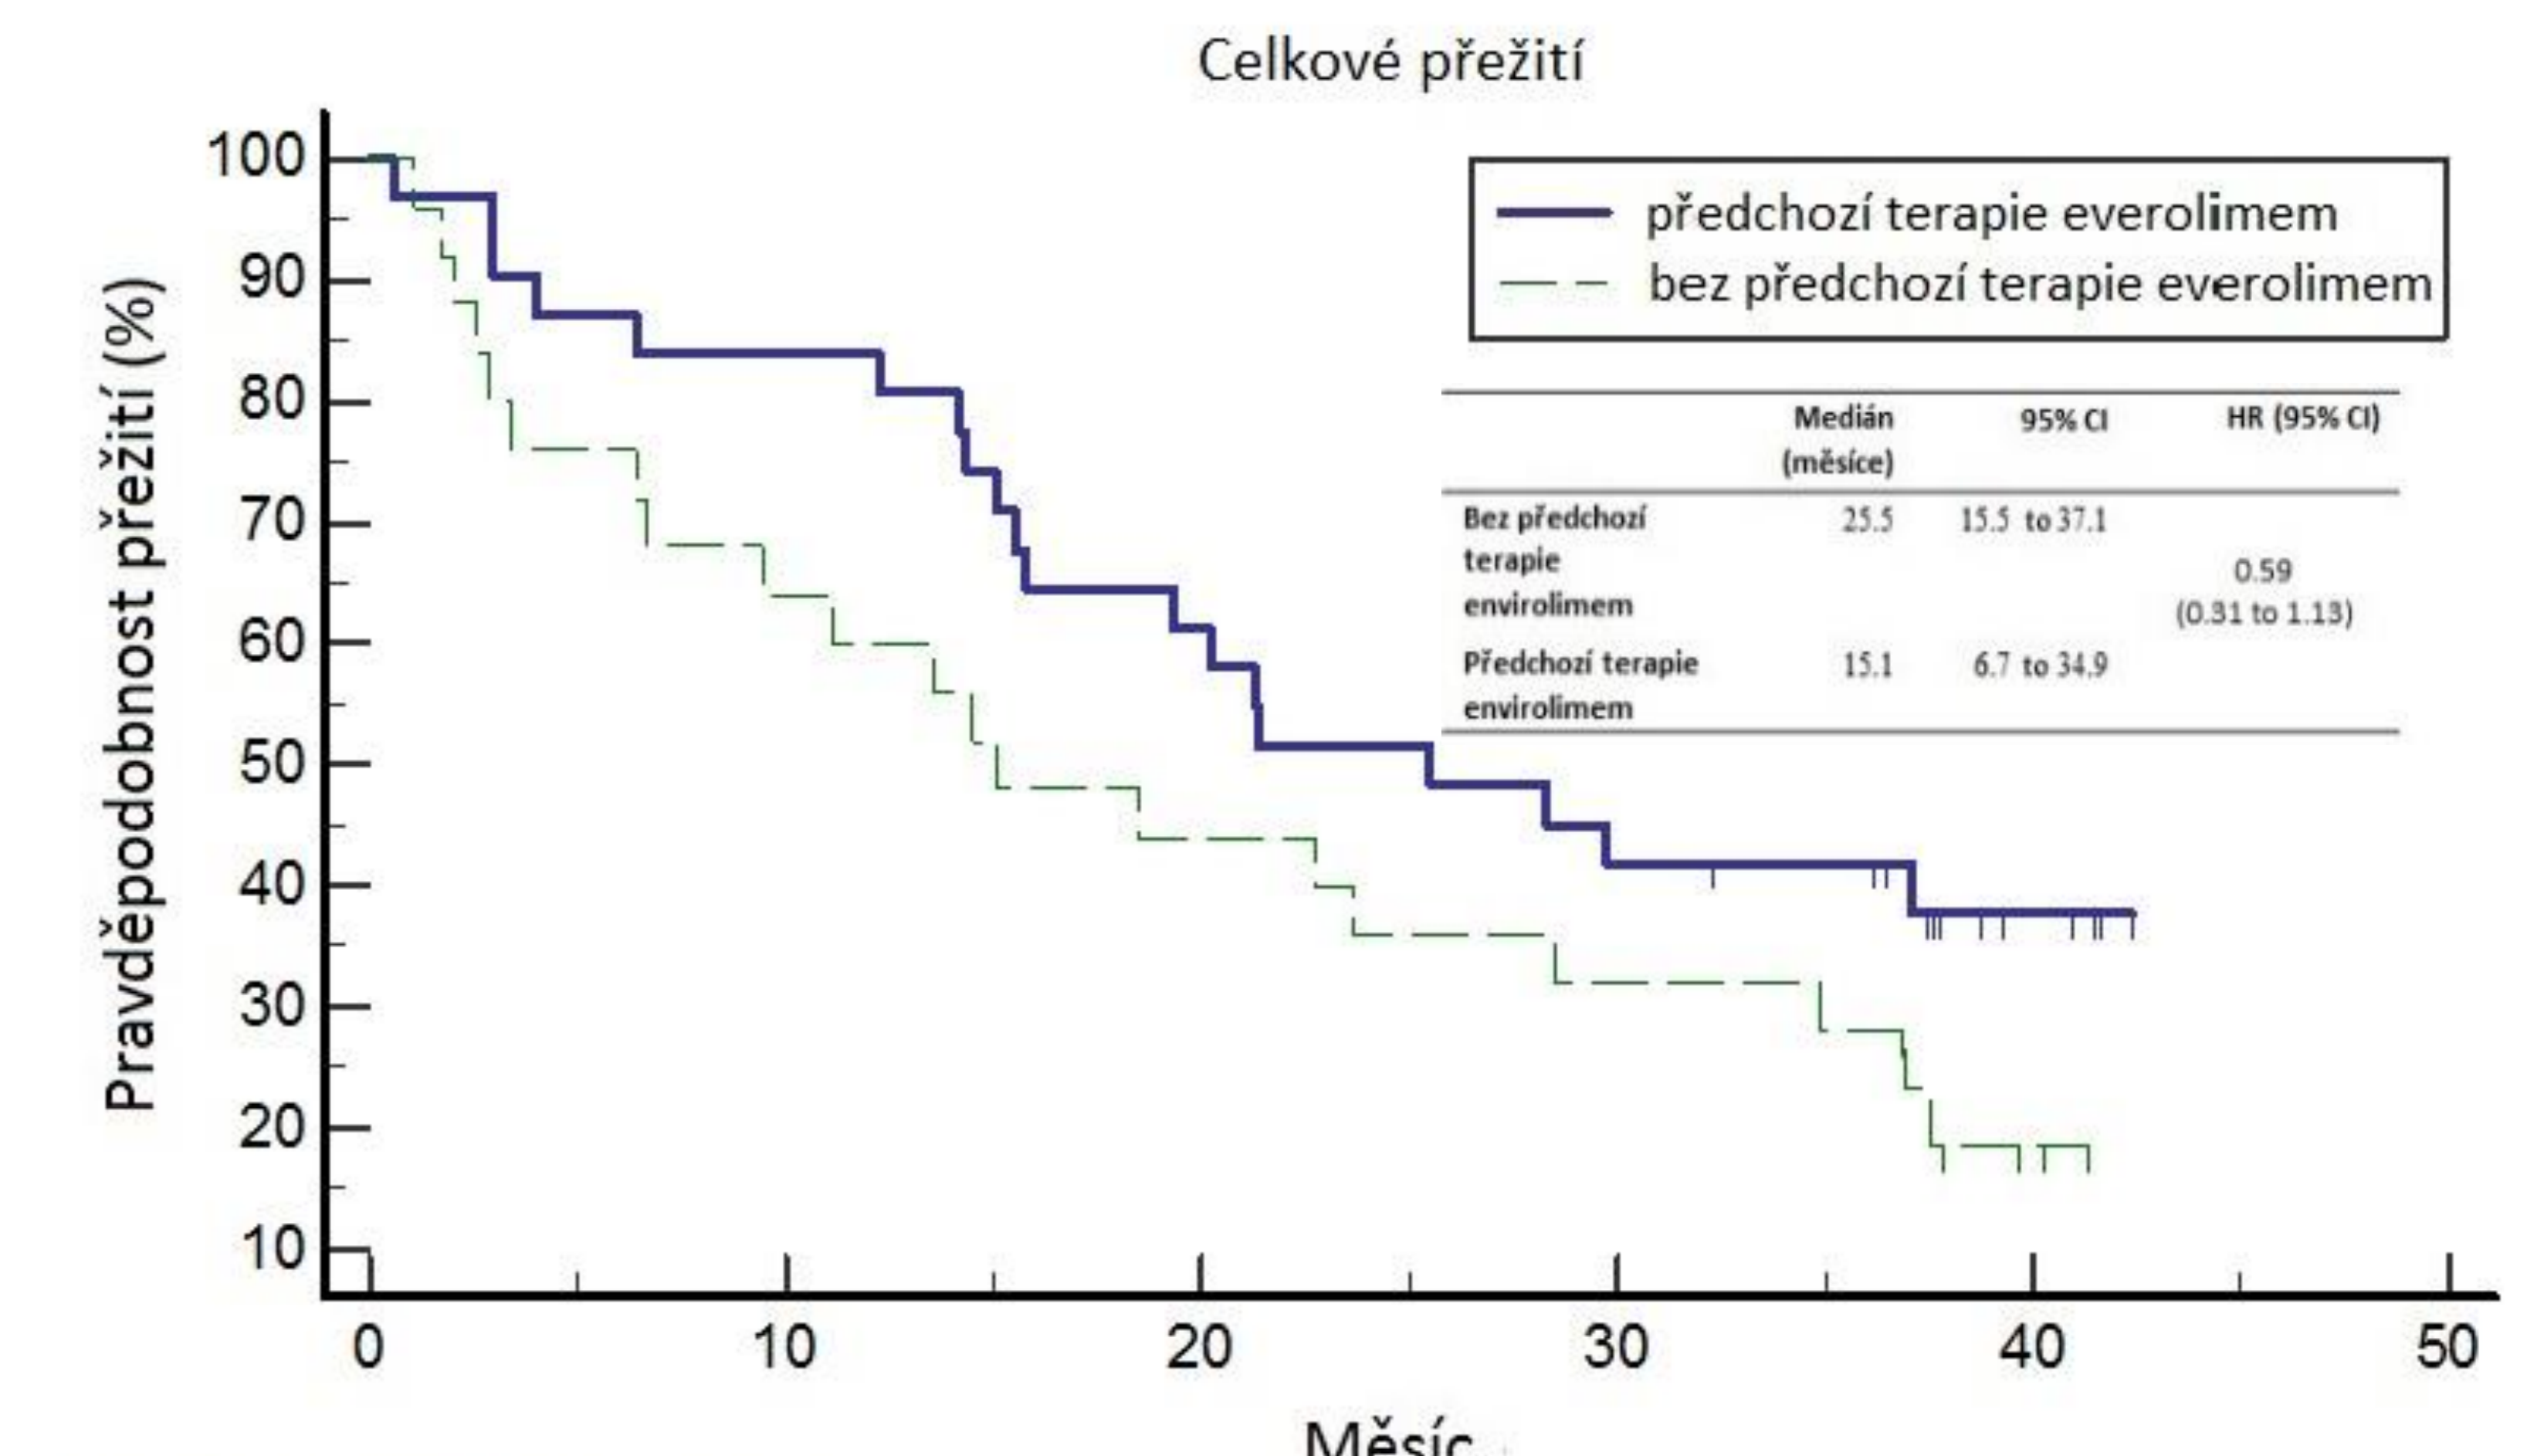 Celkové přežití
Pravděpodobnost přežití (%)
100
90
80
70
60
50
40
30
20
10
předchozí terapie everolimem
bez předchozí terapie everolimem
Medián 95% CI HR (95% CI)
(měsíce)
Bez předchozí 25.5 15.5 to 37.1
terapie
0.59
envirolimem
(0.31 to 1.13)
Předchozí terapie 15.1 6.7 to 34.9
envirolimem
0 10 20 30 40 50
Měsíc